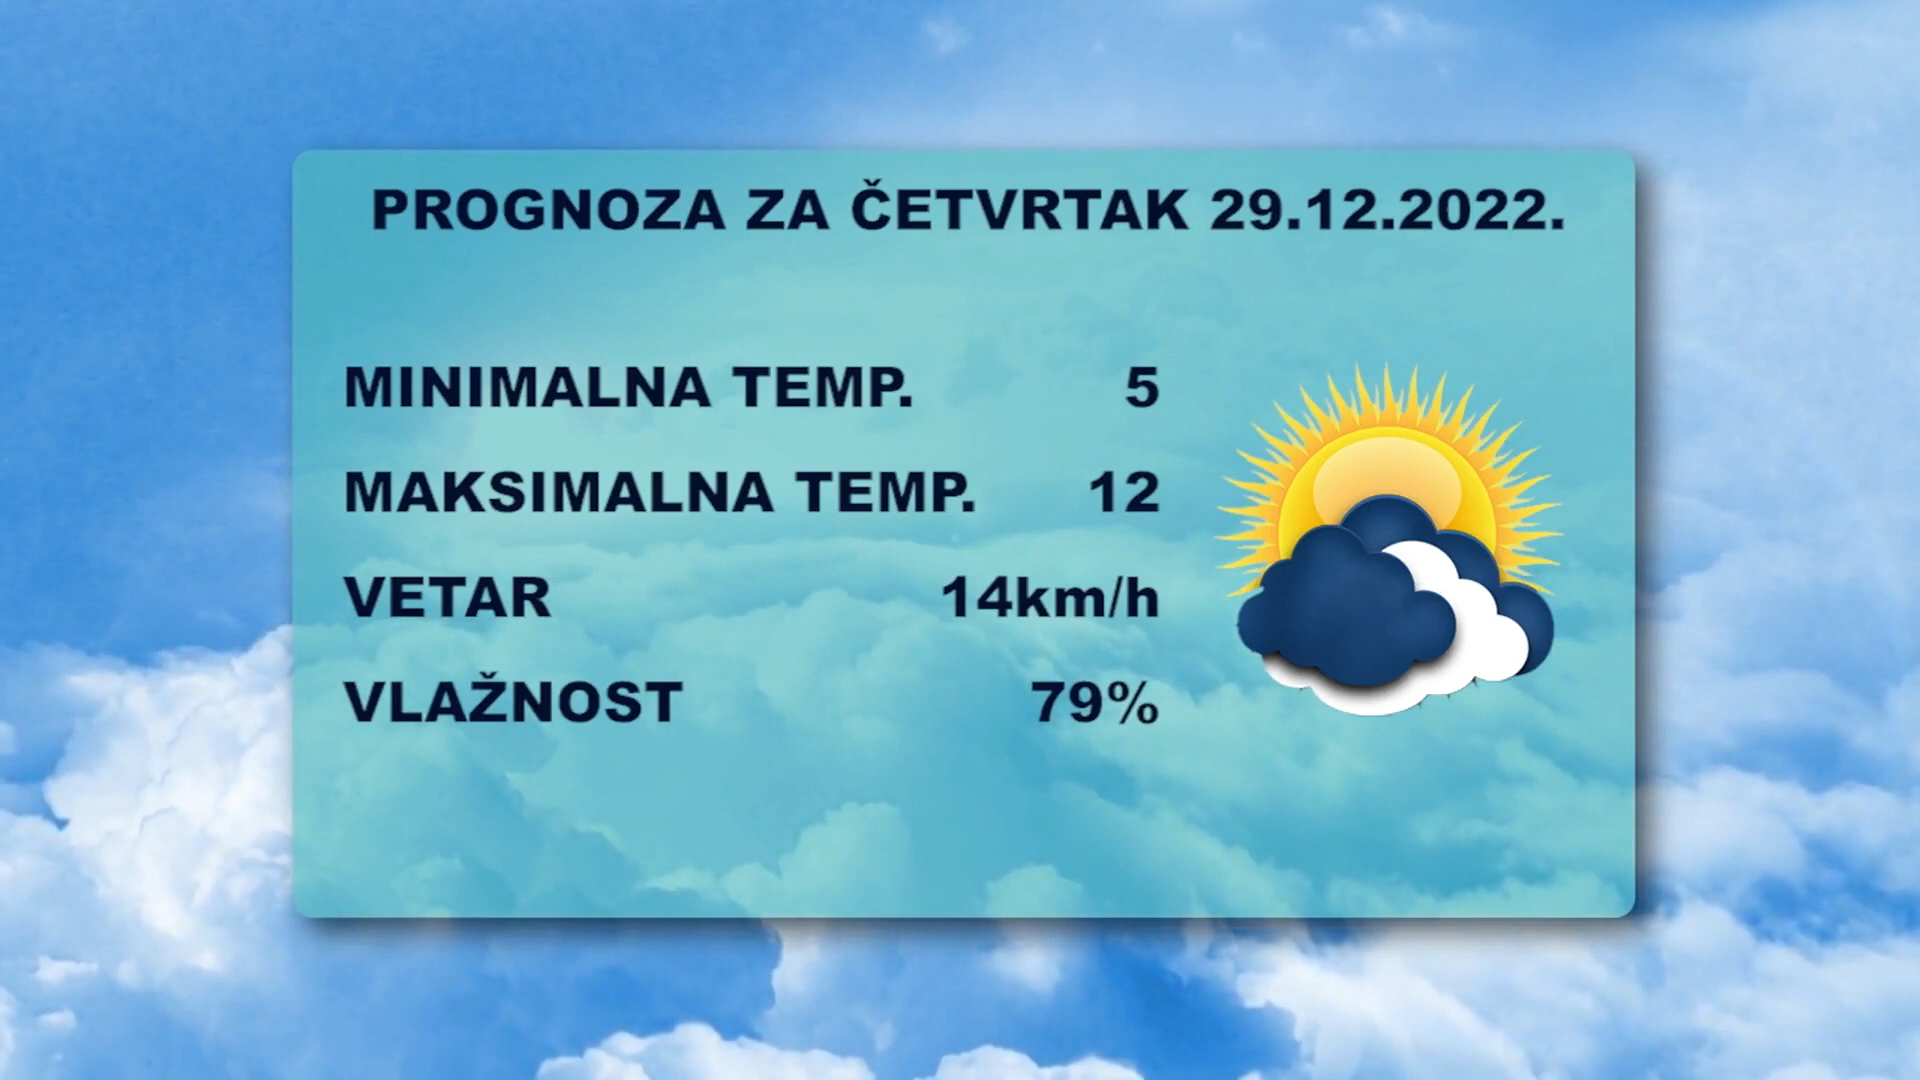 PROGNOZA ZA ČETVRTAK 29.12.2022.
MINIMALNA TEMP. 5
MAKSIMALNA TEMP. 12
VETAR 14km/h
VLAŽNOST 79%